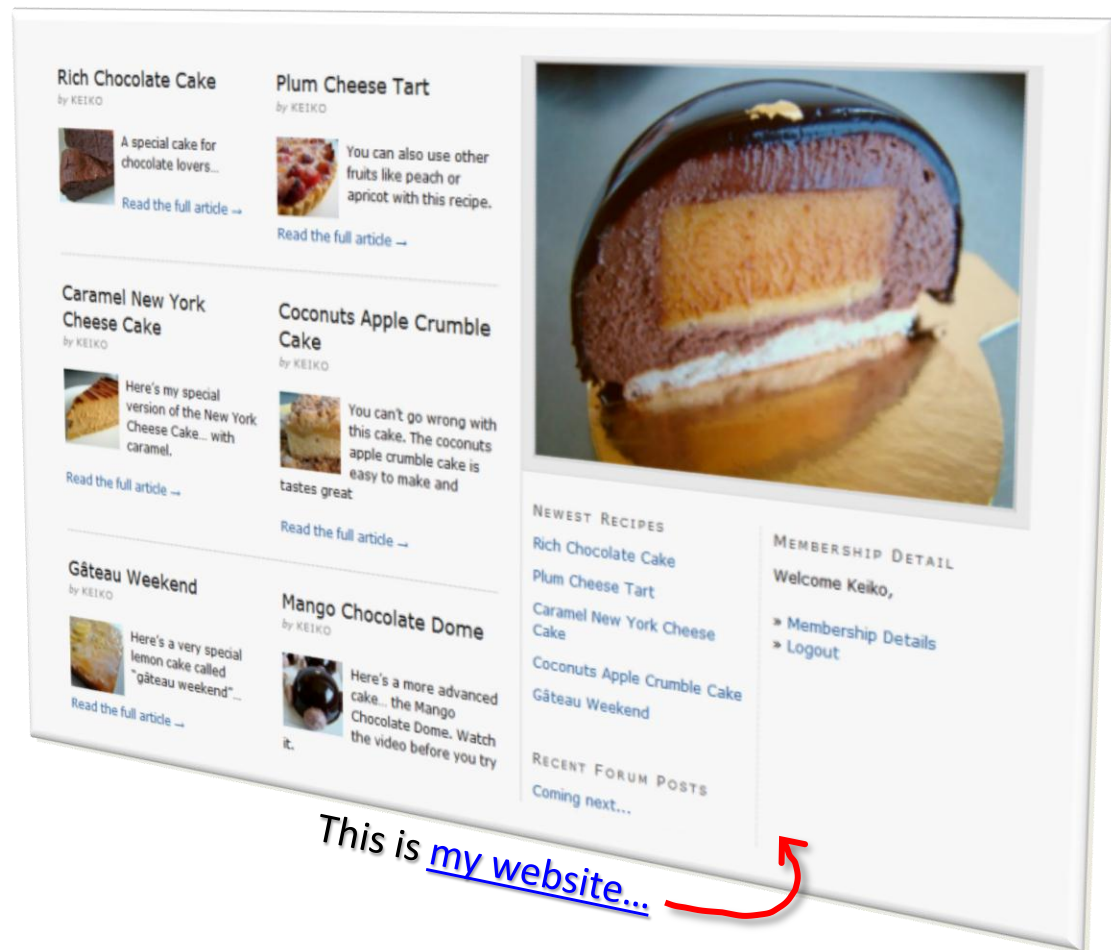 Rich Chocolate Cake
by KEIKO
A special cake for
chocolate lovers...
Read the full article →
Plum Cheese Tart
by KEIKO
You can also use other
fruits like peach or
apricot with this recipe.
Read the full article →
Caramel New York
Cheese Cake
by KEIKO
Here's my special
version of the New York
Cheese Cake... with
caramel.
Read the full article →
Coconuts Apple Crumble
Cake
by KEIKO
You can't go wrong with
this cake. The coconuts
apple crumble cake is
easy to make and
tastes great
Read the full article →
Gâteau Weekend
by KEIKO
Here's a very special
lemon cake called
"gâteau weekend"...
Read the full article →
Mango Chocolate Dome
by KEIKO
Here's a more advanced
cake... the Mango
Chocolate Dome. Watch
the video before you try
it.
Newest Recipes
Rich Chocolate Cake
Plum Cheese Tart
Caramel New York Cheese
Cake
Coconuts Apple Crumble Cake
Gâteau Weekend
Recent Forum Posts
Coming next...
Membership Detail
Welcome Keiko,
» Membership Details
» Logout
This is my website...